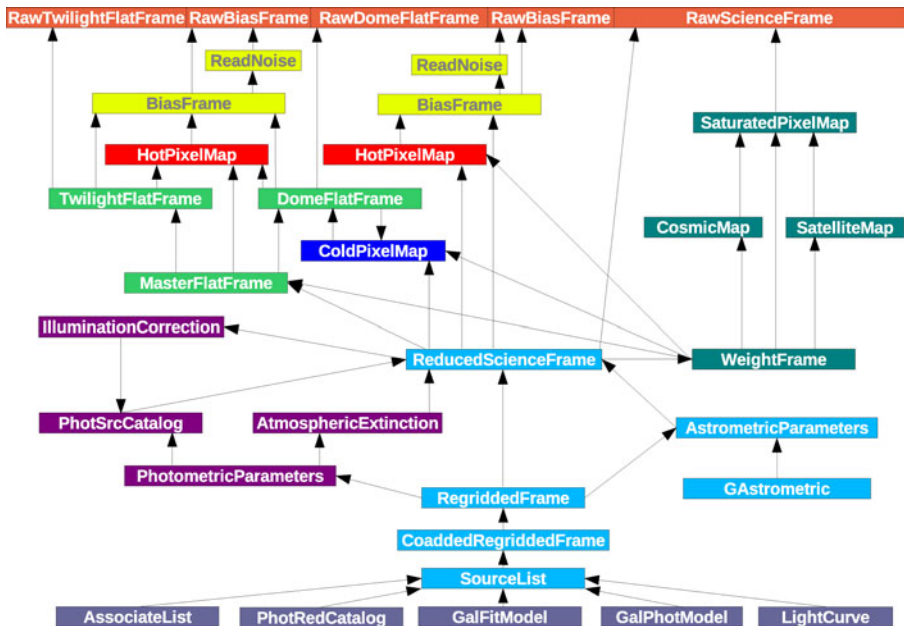 RawTwilightFlatFrame RawBiasFrame RawDomeFlatFrame RawBiasFrame RawScienceFrame
ReadNoise ReadNoise
BiasFrame BiasFrame
SaturatedPixelMap
HotPixelMap HotPixelMap
TwilightFlatFrame DomeFlatFrame
CosmicMap SatelliteMap
ColdPixelMap
MasterFlatFrame
IlluminationCorrection
ReducedScienceFrame WeightFrame
PhotSrcCatalog AtmosphericExtinction AstrometricParameters
PhotometricParameters
GAstrometric
RegriddedFrame
CoaddedRegriddedFrame
SourceList
AssociateList PhotRedCatalog GalFitModel GalPhotModel LightCurve